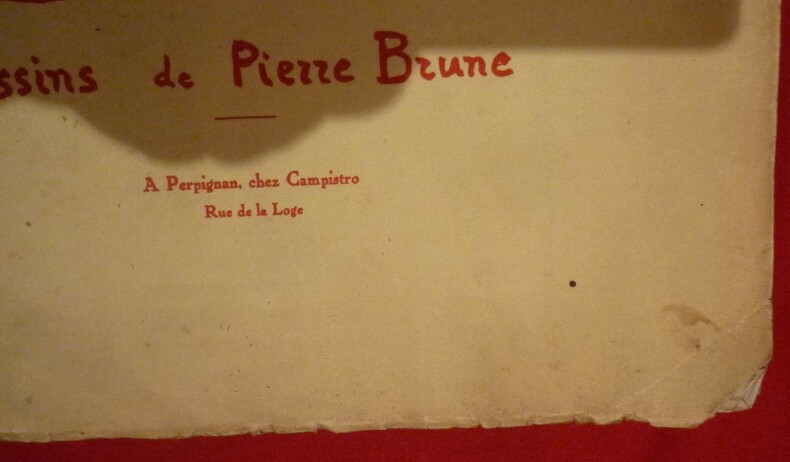 ssins de Pierre Brune
A Perpignan, chez Campistro
Rue de la Loge